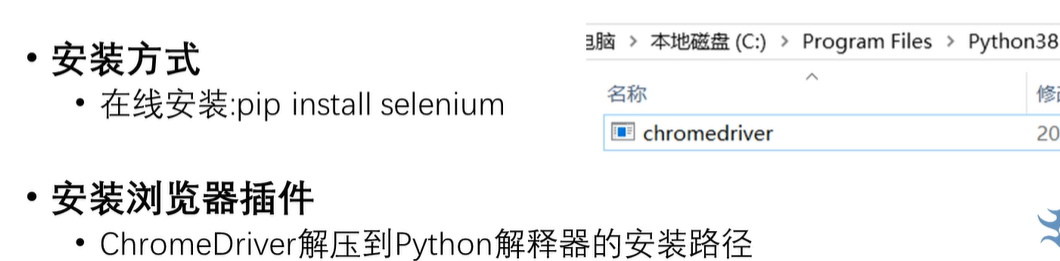 安装方式
在线安装:pip install selenium
安装浏览器插件
ChromeDriver解压到Python解释器的安装路径
电脑 > 本地磁盘 (C:) > Program Files > Python38
名称 修改
chromedriver 20